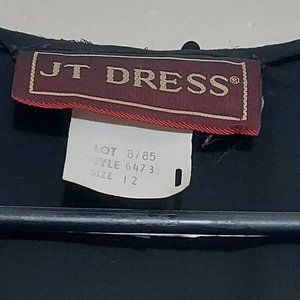 JT DRESS®
LOT 8/85
STYLE 6473
SIZE 12